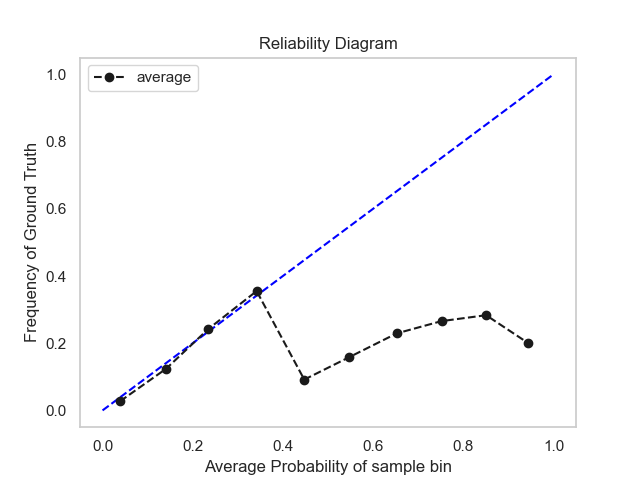 Reliability Diagram
average
1.0
0.8
0.6
0.4
0.2
0.0
Frequency of Ground Truth
0.0 0.2 0.4 0.6 0.8 1.0
Average Probability of sample bin